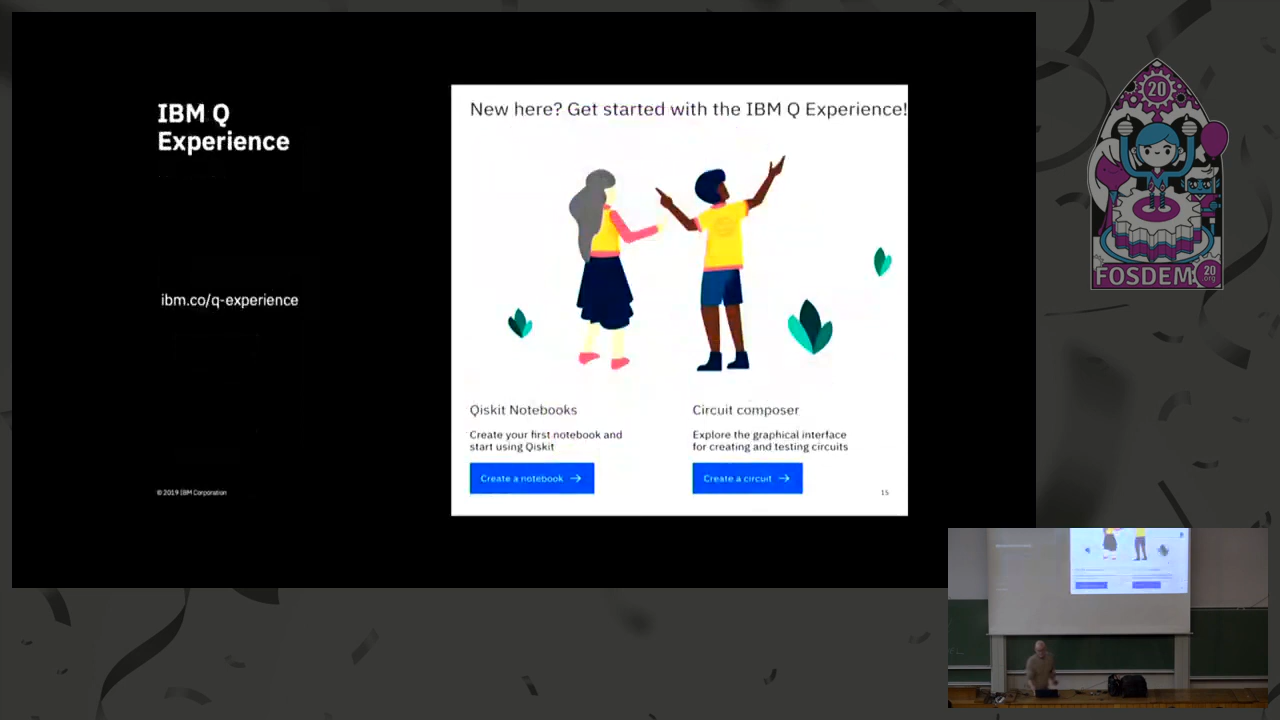 IBM Q
Experience
ibm.co/q-experience
© 2019 IBM Corporation
New here? Get started with the IBM Q Experience!
Qiskit Notebooks
Create your first notebook and
start using Qiskit
Create a notebook →
Circuit composer
Explore the graphical interface
for creating and testing circuits
Create a circuit →
15
20
FOSDEM
20
.org